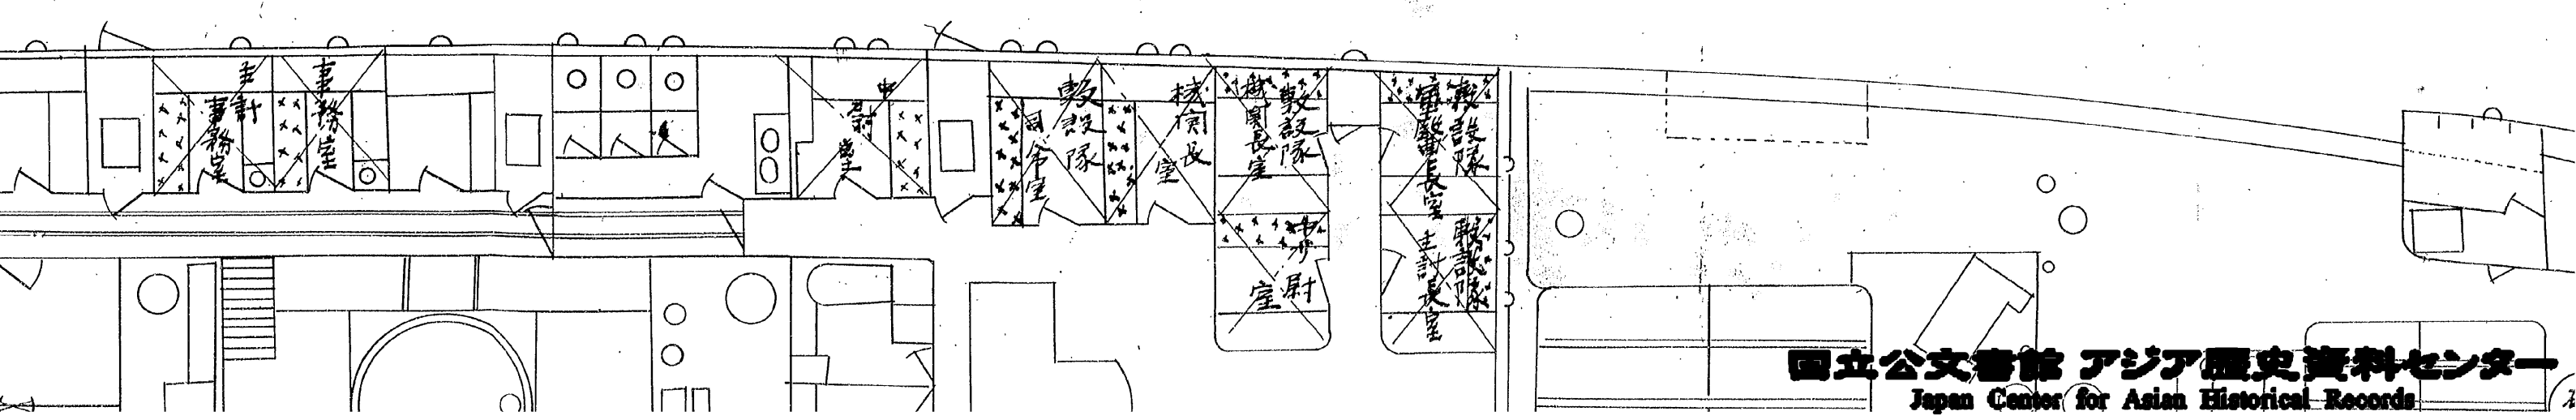 主計
事務室
事務室
中
尉
室
敷設隊
司令室
機関長
室
敷設隊
機関長室
敷設隊
軍醫長室
中少尉
室
敷設隊
主計長室
国立公文書館 アジア歴史資料センター
Japan Center for Asian Historical Records